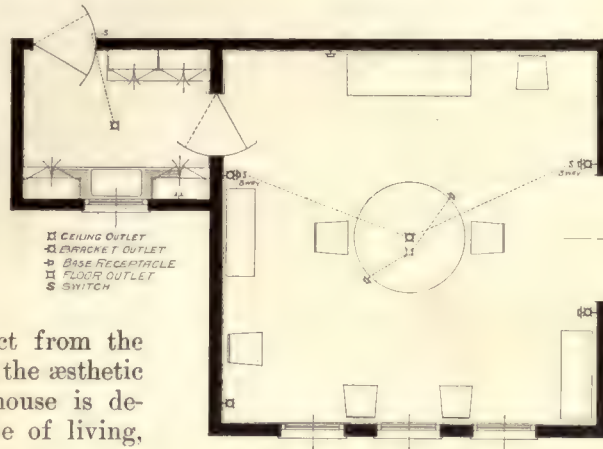 S
S
3 WAY
S
3 WAY
CEILING OUTLET
BRACKET OUTLET
BASE RECEPTACLE
FLOOR OUTLET
S SWITCH
ct from the
the æsthetic
house is de-
e of living,